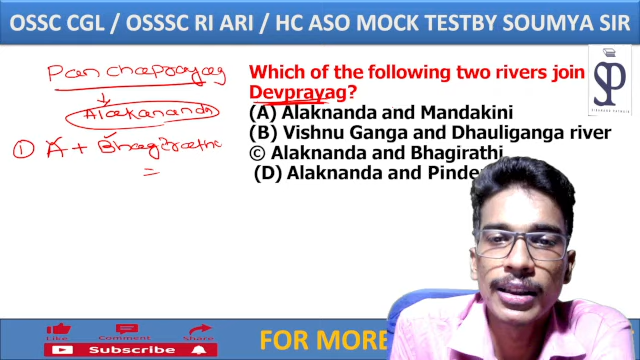 OSSC CGL / OSSSC RI ARI / HC ASO MOCK TESTBY SOUMYA SIR
Panchaprayag
Alakananda
① A + Bhagirathi
=
Which of the following two rivers join
Devprayag?
(A) Alaknanda and Mandakini
(B) Vishnu Ganga and Dhauliganga river
© Alaknanda and Bhagirathi
(D) Alaknanda and
SP
Like
Comment
Share
Subscribe
FOR MORE